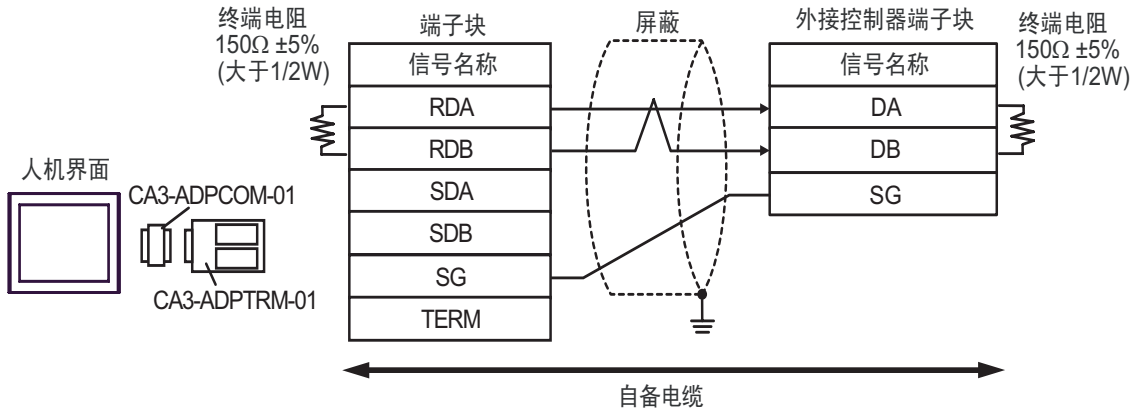 终端电阻
150Ω ±5%
(大于1/2W)
端子块
屏蔽
外接控制器端子块
终端电阻
150Ω ±5%
(大于1/2W)
信号名称
信号名称
RDA
DA
RDB
DB
SDA
SG
SDB
SG
TERM
人机界面
CA3-ADPCOM-01
CA3-ADPTRM-01
自备电缆